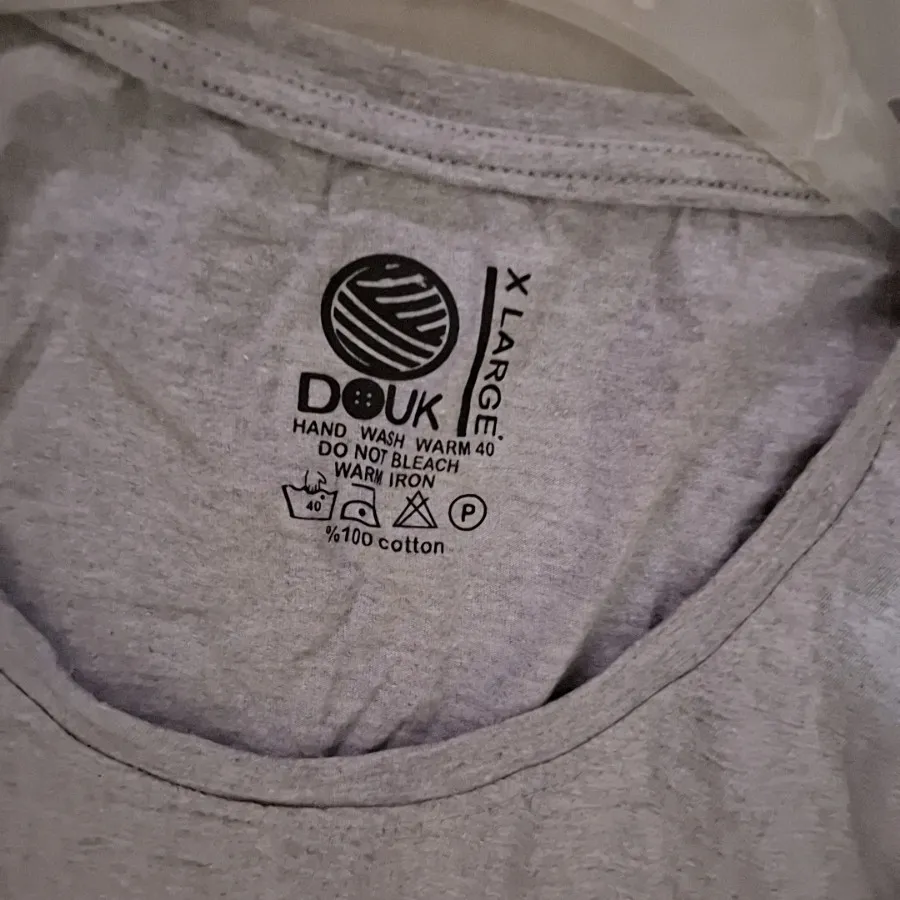 DOUK
X LARGE
HAND WASH WARM 40
DO NOT BLEACH
WARM IRON
40
P
%100 cotton